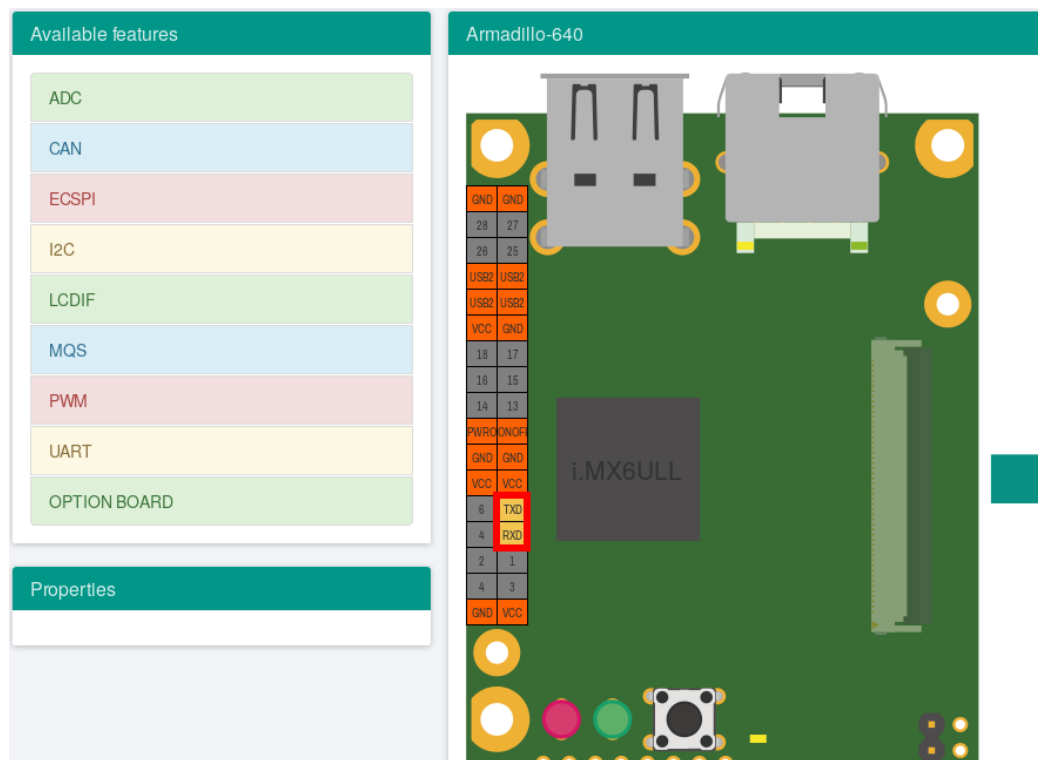 Available features
ADC
CAN
ECSPI
I2C
LCDIF
MQS
PWM
UART
OPTION BOARD
Properties
Armadillo-640
GND GND
28 27
26 25
USB2 USB2
USB2 USB2
VCC GND
18 17
16 15
14 13
PWRO ONOFF
GND GND
VCC VCC
6 TXD
4 RXD
2 1
4 3
GND VCC
i.MX6ULL